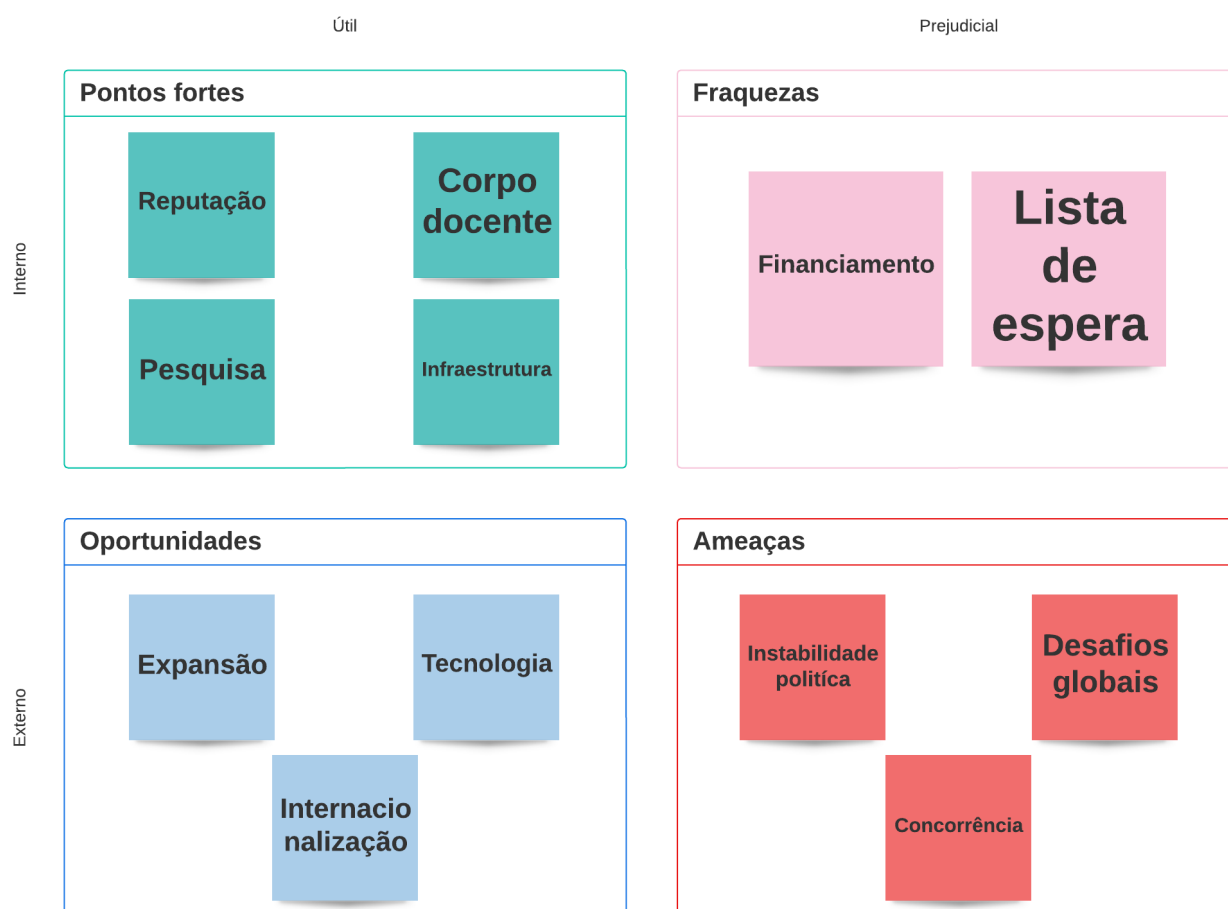 Útil
Prejudicial
Interno
Pontos fortes
Reputação
Corpo
docente
Pesquisa
Infraestrutura
Fraquezas
Financiamento
Lista
de
espera
Externo
Oportunidades
Expansão
Tecnologia
Internacio
nalização
Ameaças
Instabilidade
politíca
Desafios
globais
Concorrência